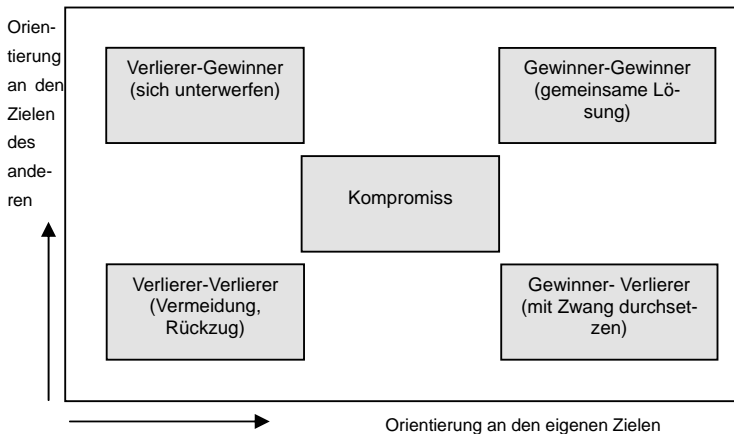 Orien-
tierung
an den
Zielen
des
ande-
ren
Verlierer-Gewinner
(sich unterwerfen)
Gewinner-Gewinner
(gemeinsame Lö-
sung)
Kompromiss
Verlierer-Verlierer
(Vermeidung,
Rückzug)
Gewinner- Verlierer
(mit Zwang durchset-
zen)
Orientierung an den eigenen Zielen